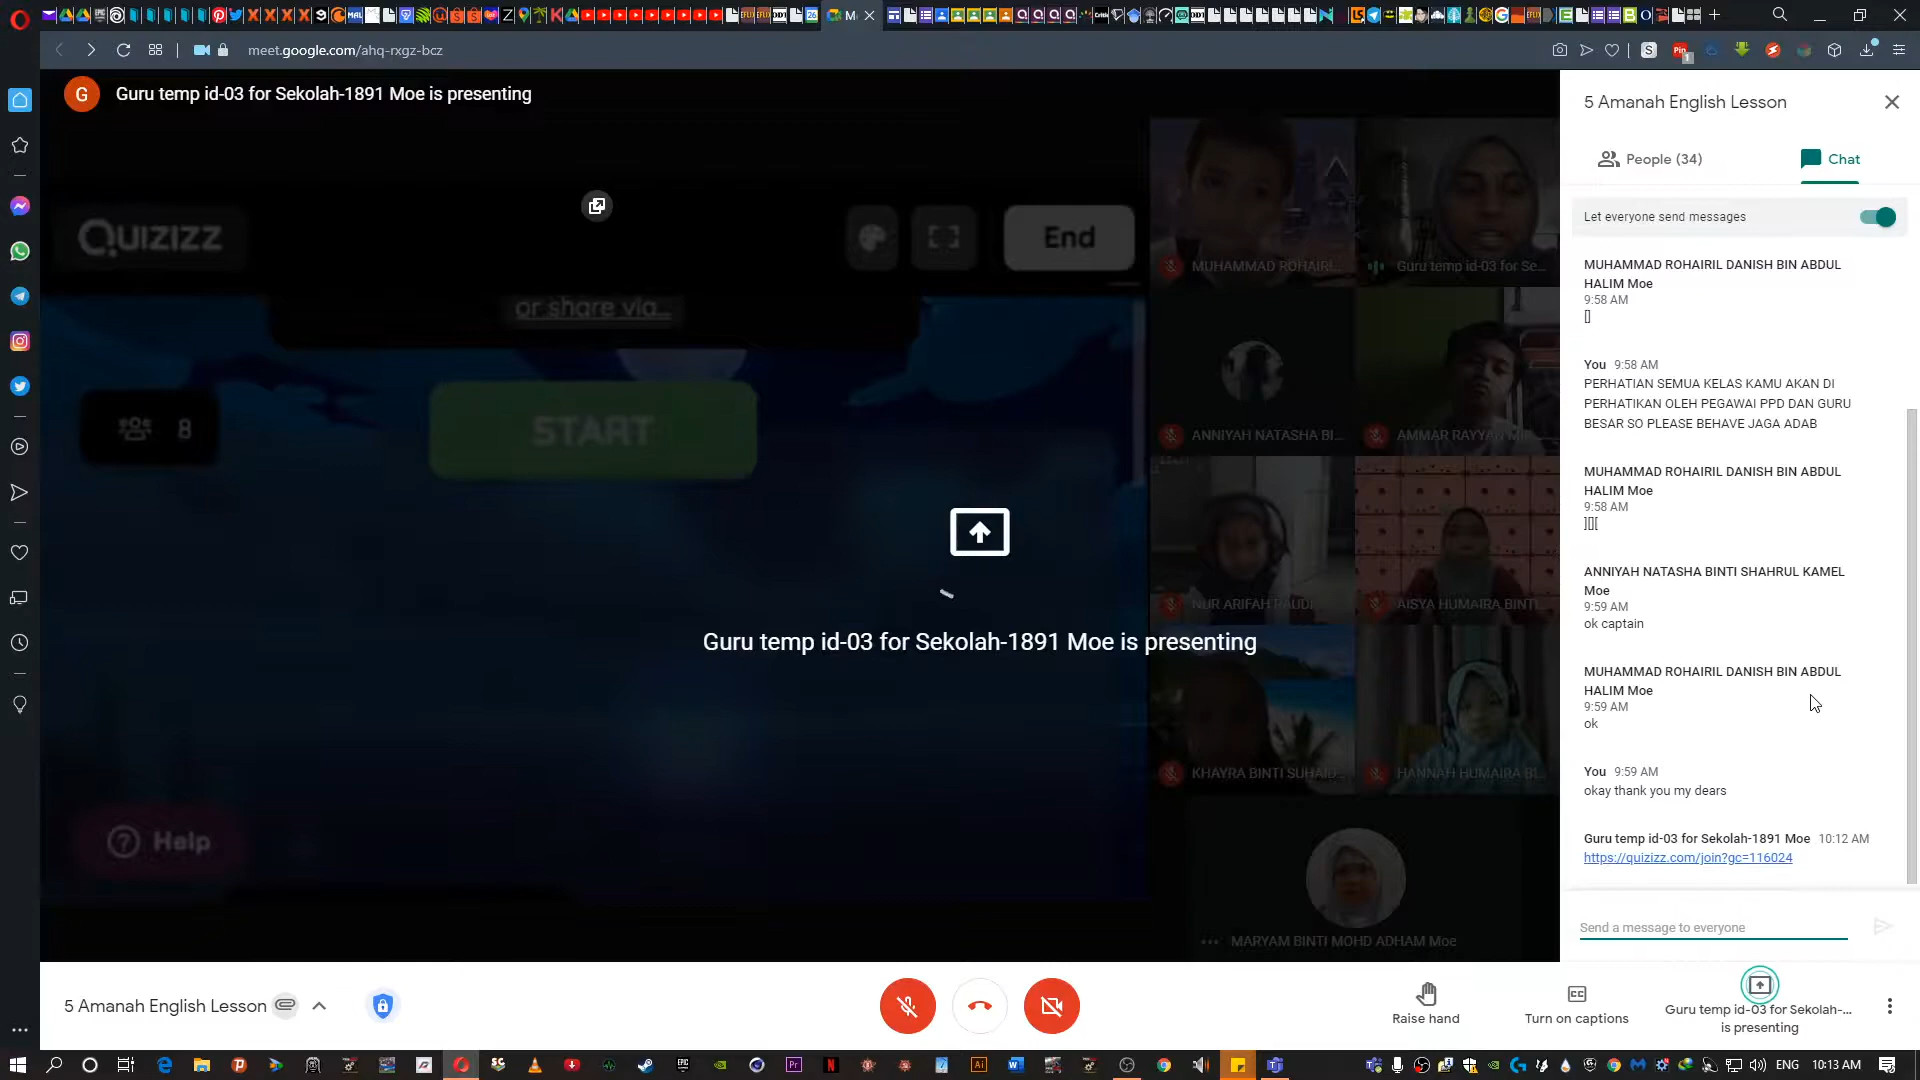 meet.google.com/ahq-rxgz-bcz
G
Guru temp id-03 for Sekolah-1891 Moe is presenting
Quizizz
End
or share via...
8
START
Help
Guru temp id-03 for Sekolah-1891 Moe is presenting
MUHAMMAD ROHAIRIL...
Guru temp id-03 for Se...
ANNIYAH NATASHA BI...
AMMAR RAYYAN
NUR ARIFAH
AISYA HUMAIRA BINTI
KHAYRA BINTI SUHAID...
HANNAH HUMAIRA BI...
MARYAM BINTI MOHD ADHAM Moe
5 Amanah English Lesson
People (34)
Chat
Let everyone send messages
MUHAMMAD ROHAIRIL DANISH BIN ABDUL
HALIM Moe
9:58 AM
[]
You 9:58 AM
PERHATIAN SEMUA KELAS KAMU AKAN DI
PERHATIKAN OLEH PEGAWAI PPD DAN GURU
BESAR SO PLEASE BEHAVE JAGA ADAB
MUHAMMAD ROHAIRIL DANISH BIN ABDUL
HALIM Moe
9:58 AM
][][
ANNIYAH NATASHA BINTI SHAHRUL KAMEL
Moe
9:59 AM
ok captain
MUHAMMAD ROHAIRIL DANISH BIN ABDUL
HALIM Moe
9:59 AM
ok
You 9:59 AM
okay thank you my dears
Guru temp id-03 for Sekolah-1891 Moe 10:12 AM
https://quizizz.com/join?gc=116024
Send a message to everyone
5 Amanah English Lesson
Raise hand
Turn on captions
Guru temp id-03 for Sekolah-...
is presenting
ENG 10:13 AM